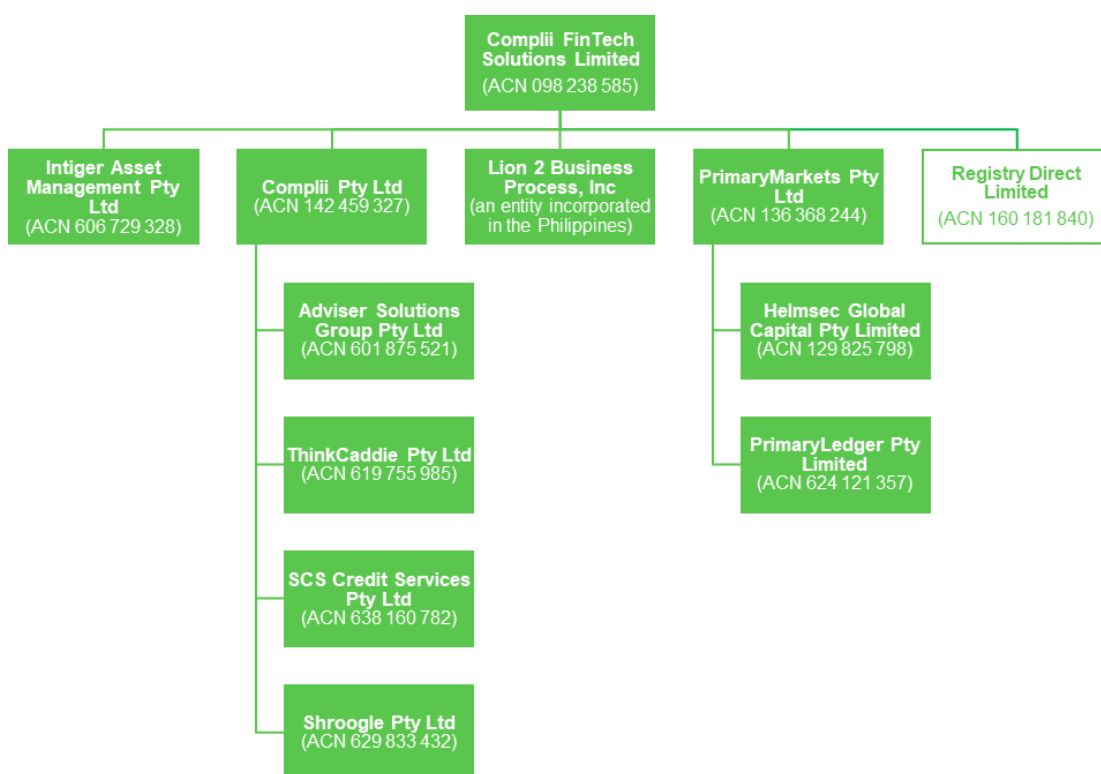 Complii FinTech
Solutions Limited
(ACN 098 238 585)
Intiger Asset
Management Pty
Ltd
(ACN 606 729 328)
Complii Pty Ltd
(ACN 142 459 327)
Lion 2 Business
Process, Inc
(an entity incorporated
in the Philippines)
PrimaryMarkets Pty
Ltd
(ACN 136 368 244)
Registry Direct
Limited
(ACN 160 181 840)
Adviser Solutions
Group Pty Ltd
(ACN 601 875 521)
ThinkCaddie Pty Ltd
(ACN 619 755 985)
SCS Credit Services
Pty Ltd
(ACN 638 160 782)
Shroogle Pty Ltd
(ACN 629 833 432)
Helmsec Global
Capital Pty Limited
(ACN 129 825 798)
PrimaryLedger Pty
Limited
(ACN 624 121 357)